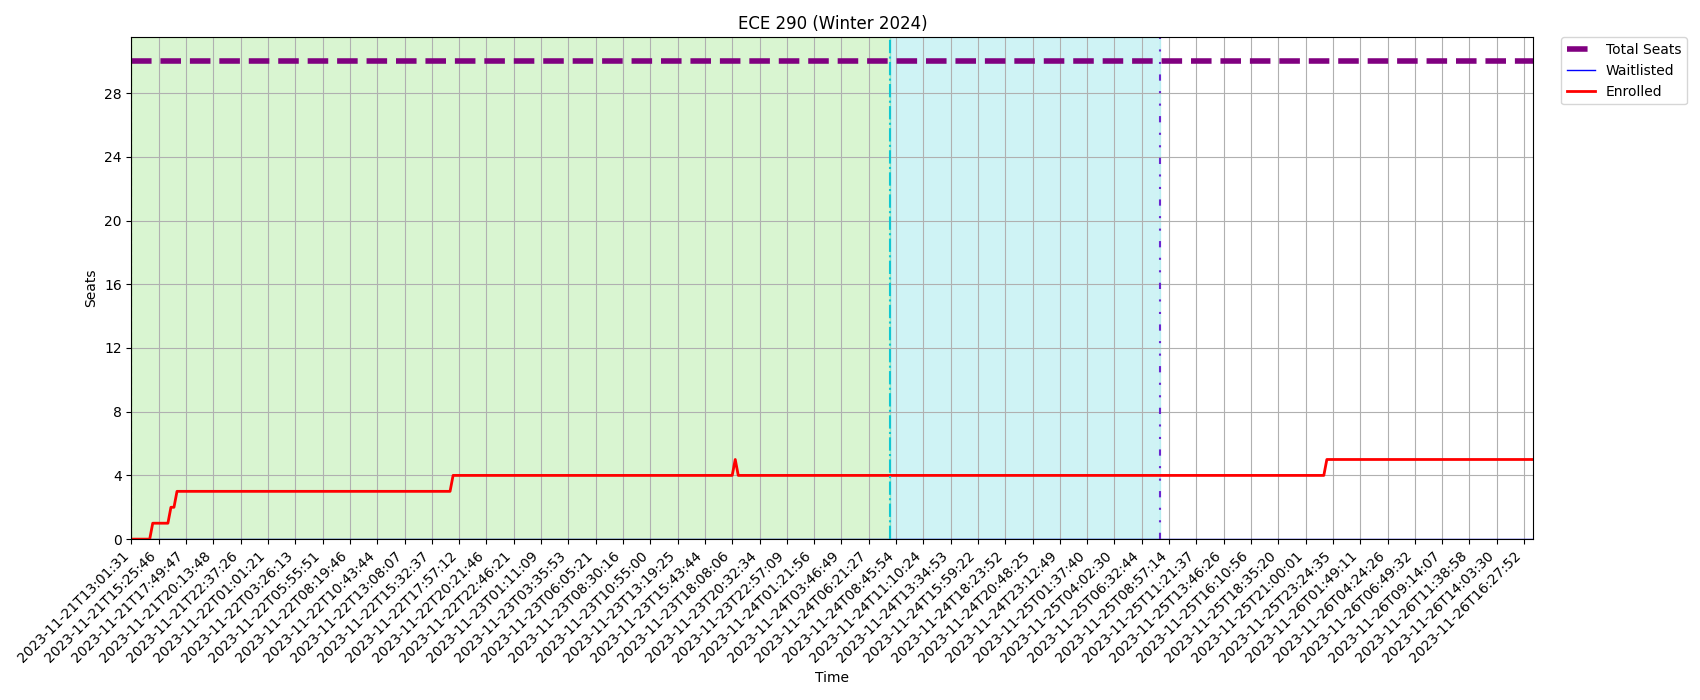 ECE 290 (Winter 2024)
Total Seats
Waitlisted
Enrolled
Seats
28
24
20
16
12
8
4
0
2023-11-21T13:01:31
2023-11-21T15:25:46
2023-11-21T17:49:47
2023-11-21T20:13:48
2023-11-21T22:37:26
2023-11-22T01:01:21
2023-11-22T03:26:13
2023-11-22T05:55:51
2023-11-22T08:19:46
2023-11-22T10:43:44
2023-11-22T13:08:07
2023-11-22T15:32:37
2023-11-22T17:57:12
2023-11-22T20:21:46
2023-11-22T22:46:21
2023-11-23T01:11:09
2023-11-23T03:35:53
2023-11-23T06:05:21
2023-11-23T08:30:16
2023-11-23T10:55:00
2023-11-23T13:19:25
2023-11-23T15:43:44
2023-11-23T18:08:06
2023-11-23T20:32:34
2023-11-23T22:57:09
2023-11-24T01:21:56
2023-11-24T03:46:49
2023-11-24T06:21:27
2023-11-24T08:45:54
2023-11-24T11:10:24
2023-11-24T13:34:53
2023-11-24T15:59:22
2023-11-24T18:23:52
2023-11-24T20:48:25
2023-11-24T23:12:49
2023-11-25T01:37:40
2023-11-25T04:02:30
2023-11-25T06:32:44
2023-11-25T08:57:14
2023-11-25T11:21:37
2023-11-25T13:46:26
2023-11-25T16:10:56
2023-11-25T18:35:20
2023-11-25T21:00:01
2023-11-25T23:24:35
2023-11-26T01:49:11
2023-11-26T04:24:26
2023-11-26T06:49:32
2023-11-26T09:14:07
2023-11-26T11:38:58
2023-11-26T14:03:30
2023-11-26T16:27:52
Time